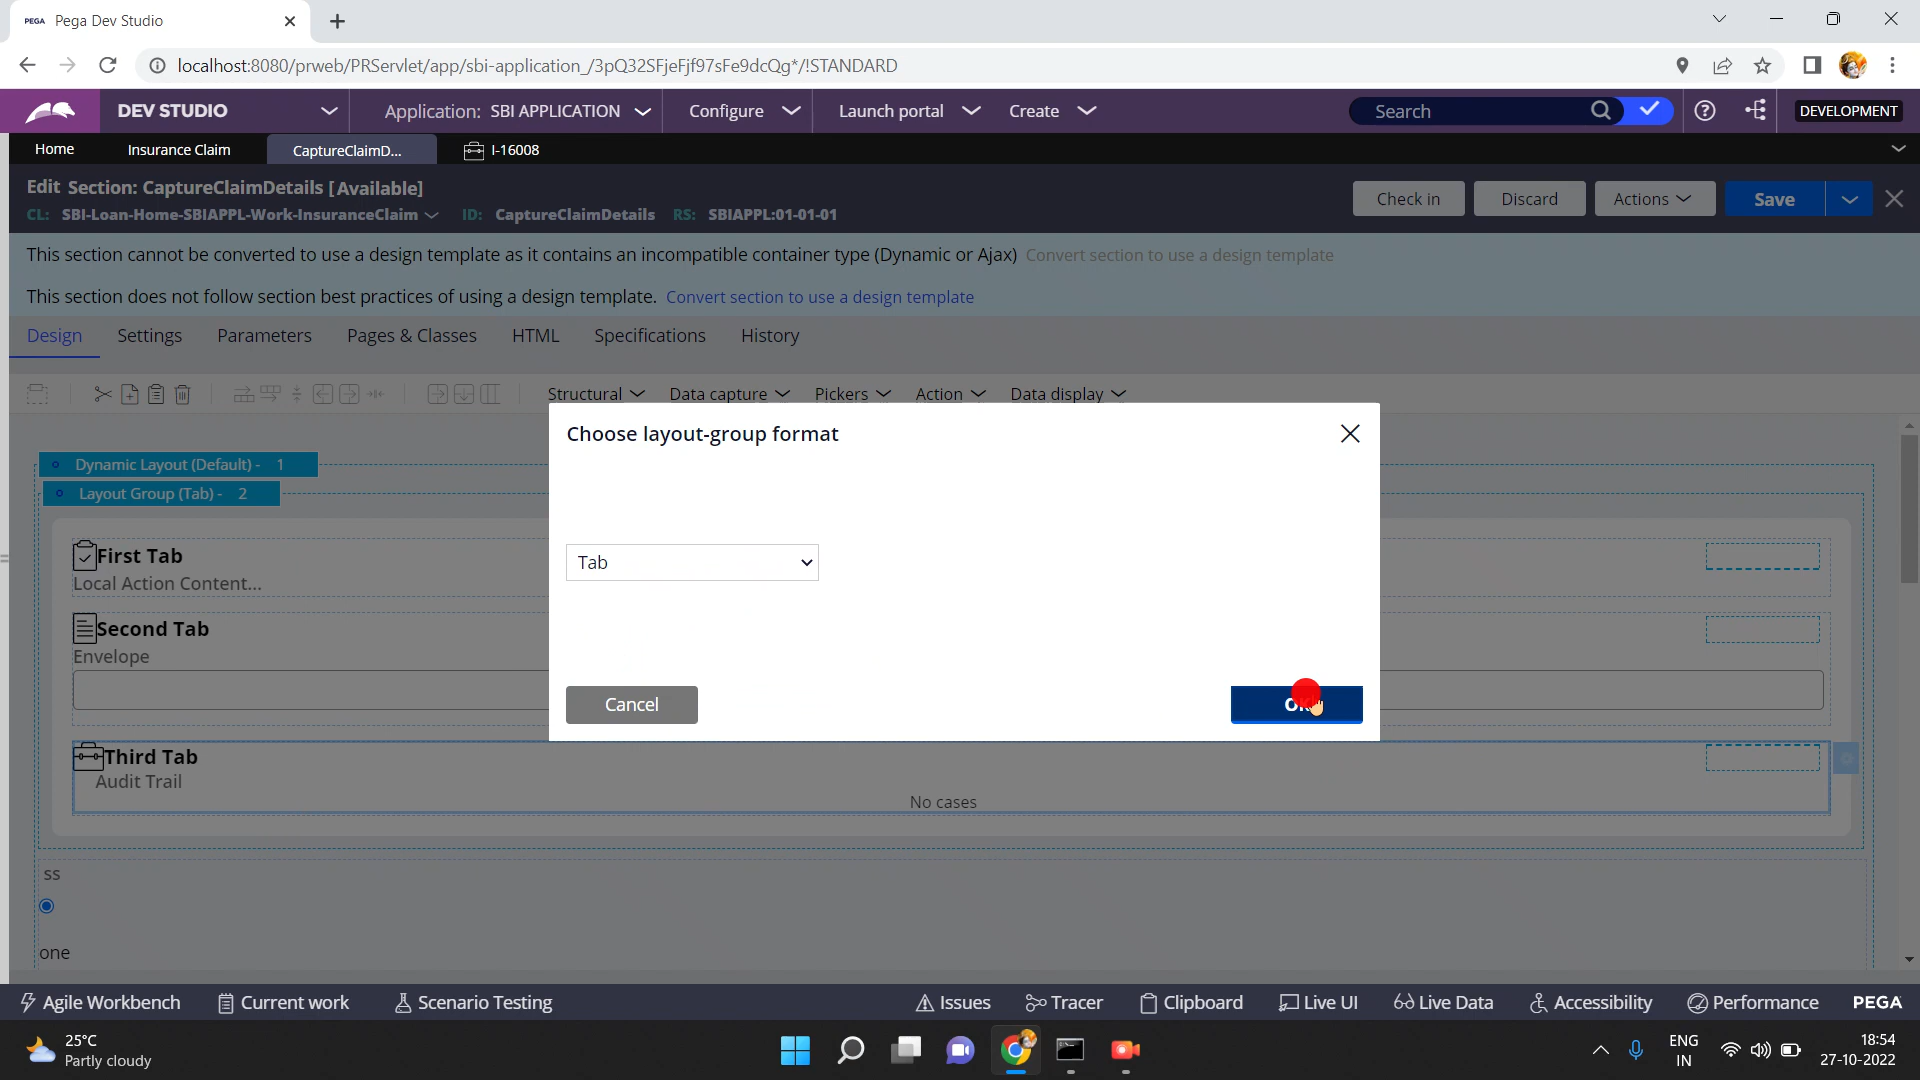 PEGA Pega Dev Studio
localhost:8080/prweb/PRServlet/app/sbi-application_/3pQ32SFjeFjf97sFe9dcQg*/!STANDARD
DEV STUDIO Application: SBI APPLICATION Configure Launch portal Create Search DEVELOPMENT
Home Insurance Claim CaptureClaimD... I-16008
Edit Section: CaptureClaimDetails [Available] Check in Discard Actions Save
CL: SBI-Loan-Home-SBIAPPL-Work-InsuranceClaim ID: CaptureClaimDetails RS: SBIAPPL:01-01-01
This section cannot be converted to use a design template as it contains an incompatible container type (Dynamic or Ajax) Convert section to use a design template
This section does not follow section best practices of using a design template. Convert section to use a design template
Design Settings Parameters Pages & Classes HTML Specifications History
Structural Data capture Pickers Action Data display
Choose layout-group format
Dynamic Layout (Default) - 1
Layout Group (Tab) - 2
First Tab
Local Action Content...
Tab
Second Tab
Envelope
Cancel
Third Tab
Audit Trail
No cases
ss
one
Agile Workbench Current work Scenario Testing Issues Tracer Clipboard Live UI Live Data Accessibility Performance PEGA
25°C
Partly cloudy
ENG
IN
18:54
27-10-2022